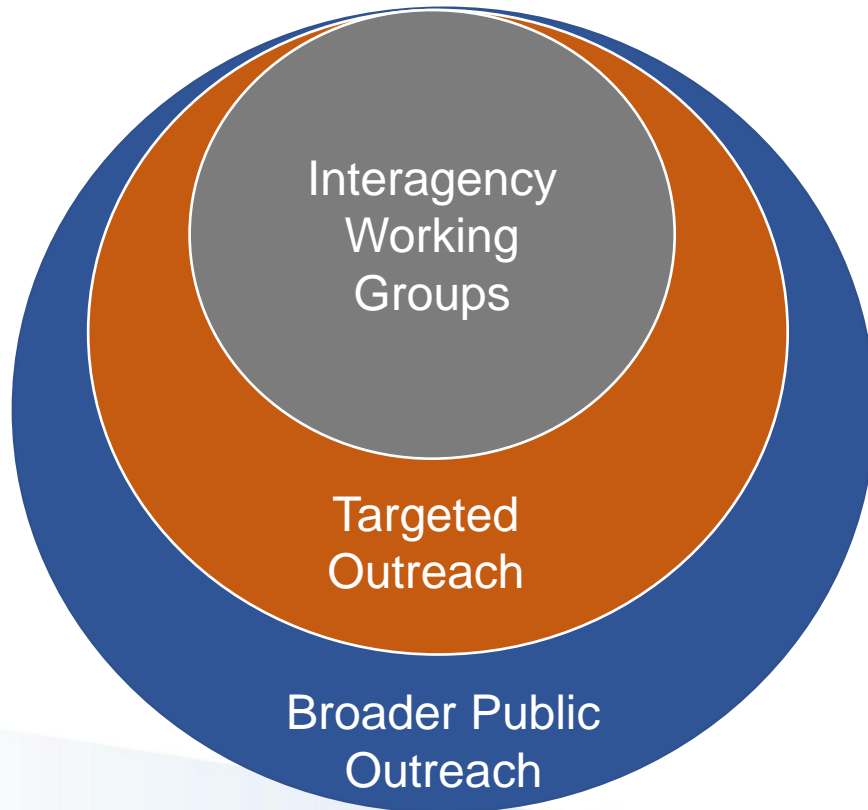 Interagency
Working
Groups
Targeted
Outreach
Broader Public
Outreach